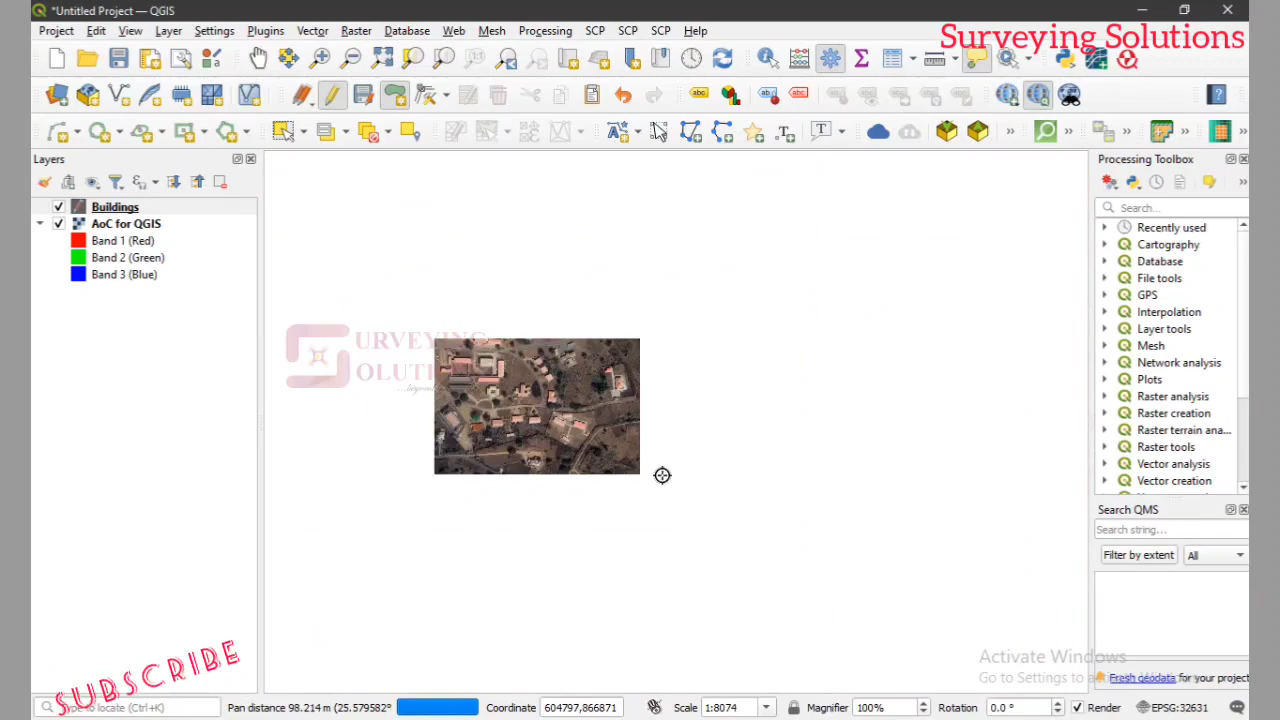 *Untitled Project — QGIS
Project Edit View Layer Settings Plugins Vector Raster Database Web Mesh Processing SCP SCP SCP Help
Surveying Solutions
Layers
Buildings
AoC for QGIS
Band 1 (Red)
Band 2 (Green)
Band 3 (Blue)
URVEYING
OLUTI
Processing Toolbox
Search...
Recently used
Cartography
Database
File tools
GPS
Interpolation
Layer tools
Mesh
Network analysis
Plots
Raster analysis
Raster creation
Raster terrain ana...
Raster tools
Vector analysis
Vector creation
Search QMS
Search string...
Filter by extent All
Activate Windows
Go to Settings to a
Fresh geodata for your project
SUBSCRIBE
Type to locate (Ctrl+K) Pan distance 98.214 m (25.579582° Coordinate 604797,866871 Scale 1:8074 Magnifier 100% Rotation 0.0 ° Render EPSG:32631